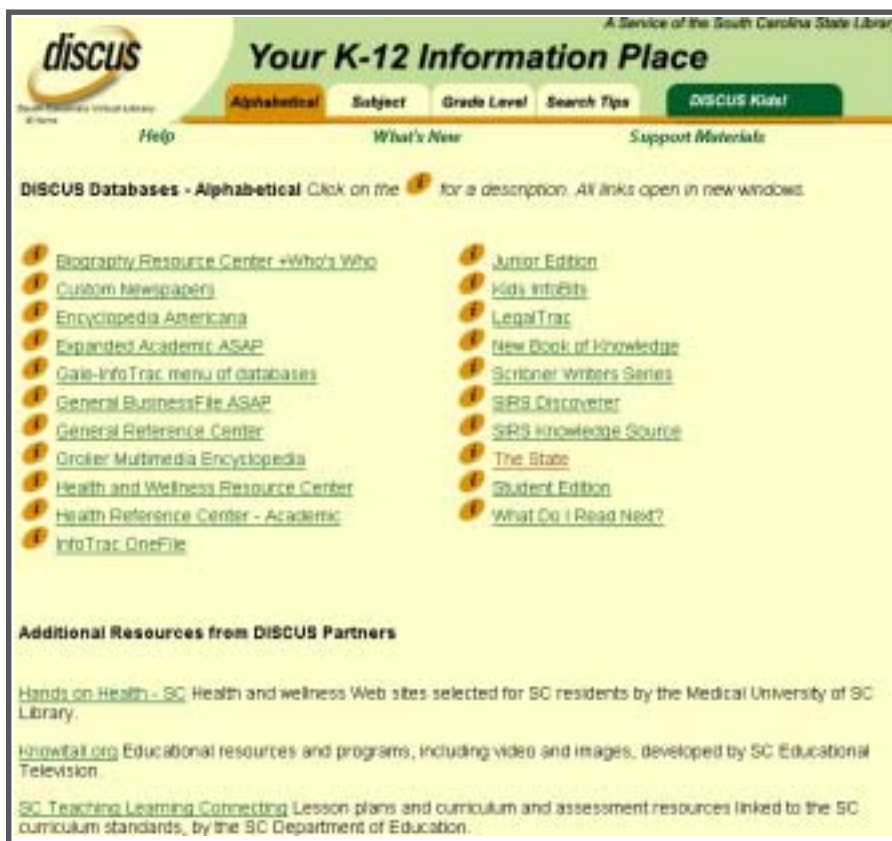 A Service of the South Carolina State Library
discus
Your K-12 Information Place
Alphabetical Subject Grade Level Search Tips DISCUS Kids!
Help What's New Support Materials
DISCUS Databases - Alphabetical Click on the i for a description. All links open in new windows.
Biography Resource Center +Who's Who
Custom Newspapers
Encyclopedia Americana
Expanded Academic ASAP
Gale-InfoTrac menu of databases
General BusinessFile ASAP
General Reference Center
Grolier Multimedia Encyclopedia
Health and Wellness Resource Center
Health Reference Center - Academic
InfoTrac OneFile
Junior Edition
Kids InfoBits
LegalTrac
New Book of Knowledge
Scribner Writers Series
SIRS Discoverer
SIRS Knowledge Source
The State
Student Edition
What Do I Read Next?
Additional Resources from DISCUS Partners
Hands on Health - SC Health and wellness Web sites selected for SC residents by the Medical University of SC
Library.
Knowitall.org Educational resources and programs, including video and images, developed by SC Educational
Television.
SC Teaching Learning Connecting Lesson plans and curriculum and assessment resources linked to the SC
curriculum standards, by the SC Department of Education.